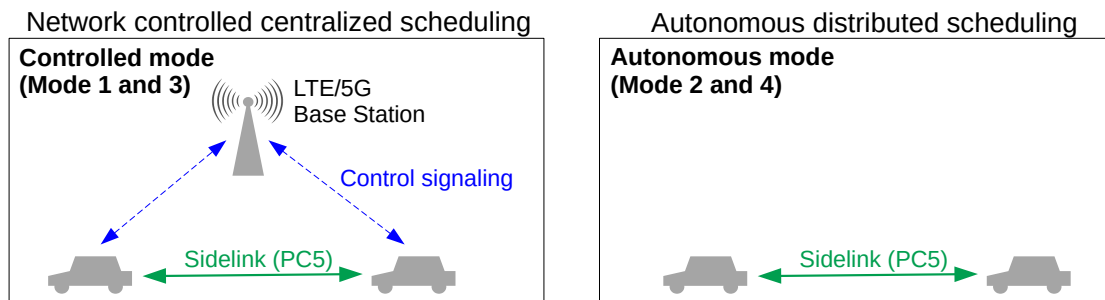 Network controlled centralized scheduling
Controlled mode
(Mode 1 and 3)
LTE/5G
Base Station
Control signaling
Sidelink (PC5)
Autonomous distributed scheduling
Autonomous mode
(Mode 2 and 4)
Sidelink (PC5)